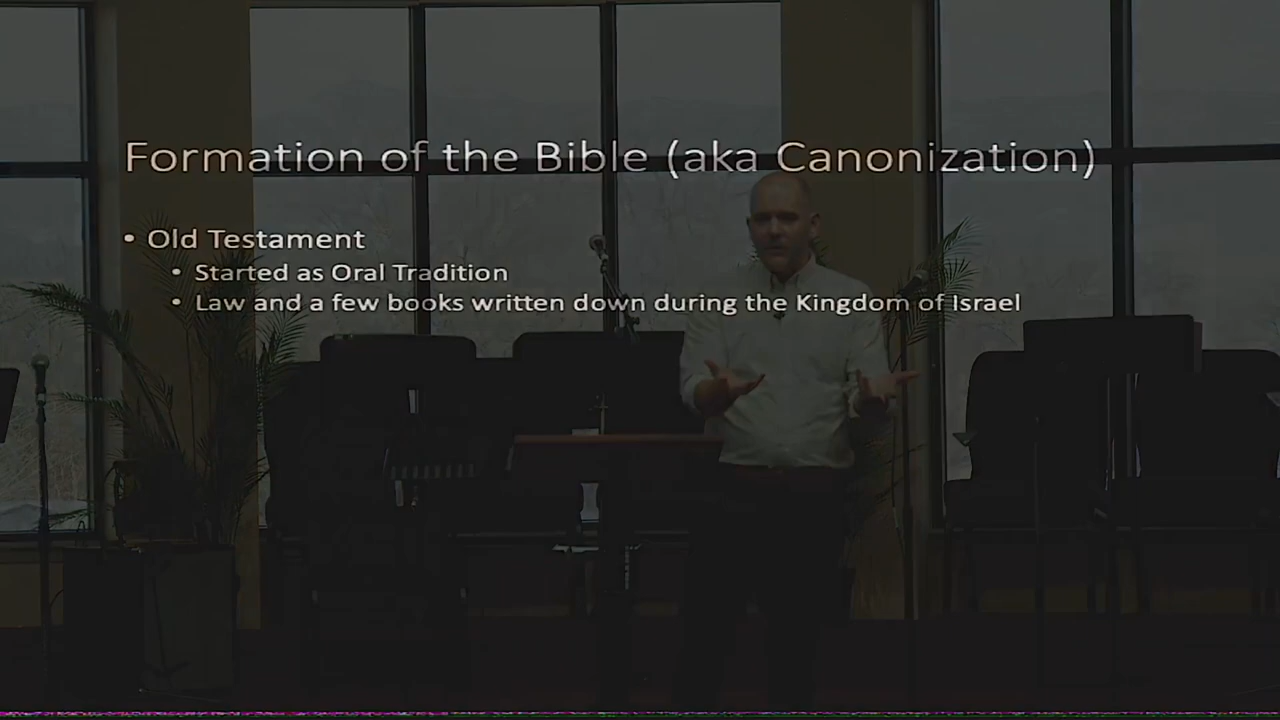 Formation of the Bible (aka Canonization)
• Old Testament
• Started as Oral Tradition
• Law and a few books written down during the Kingdom of Israel